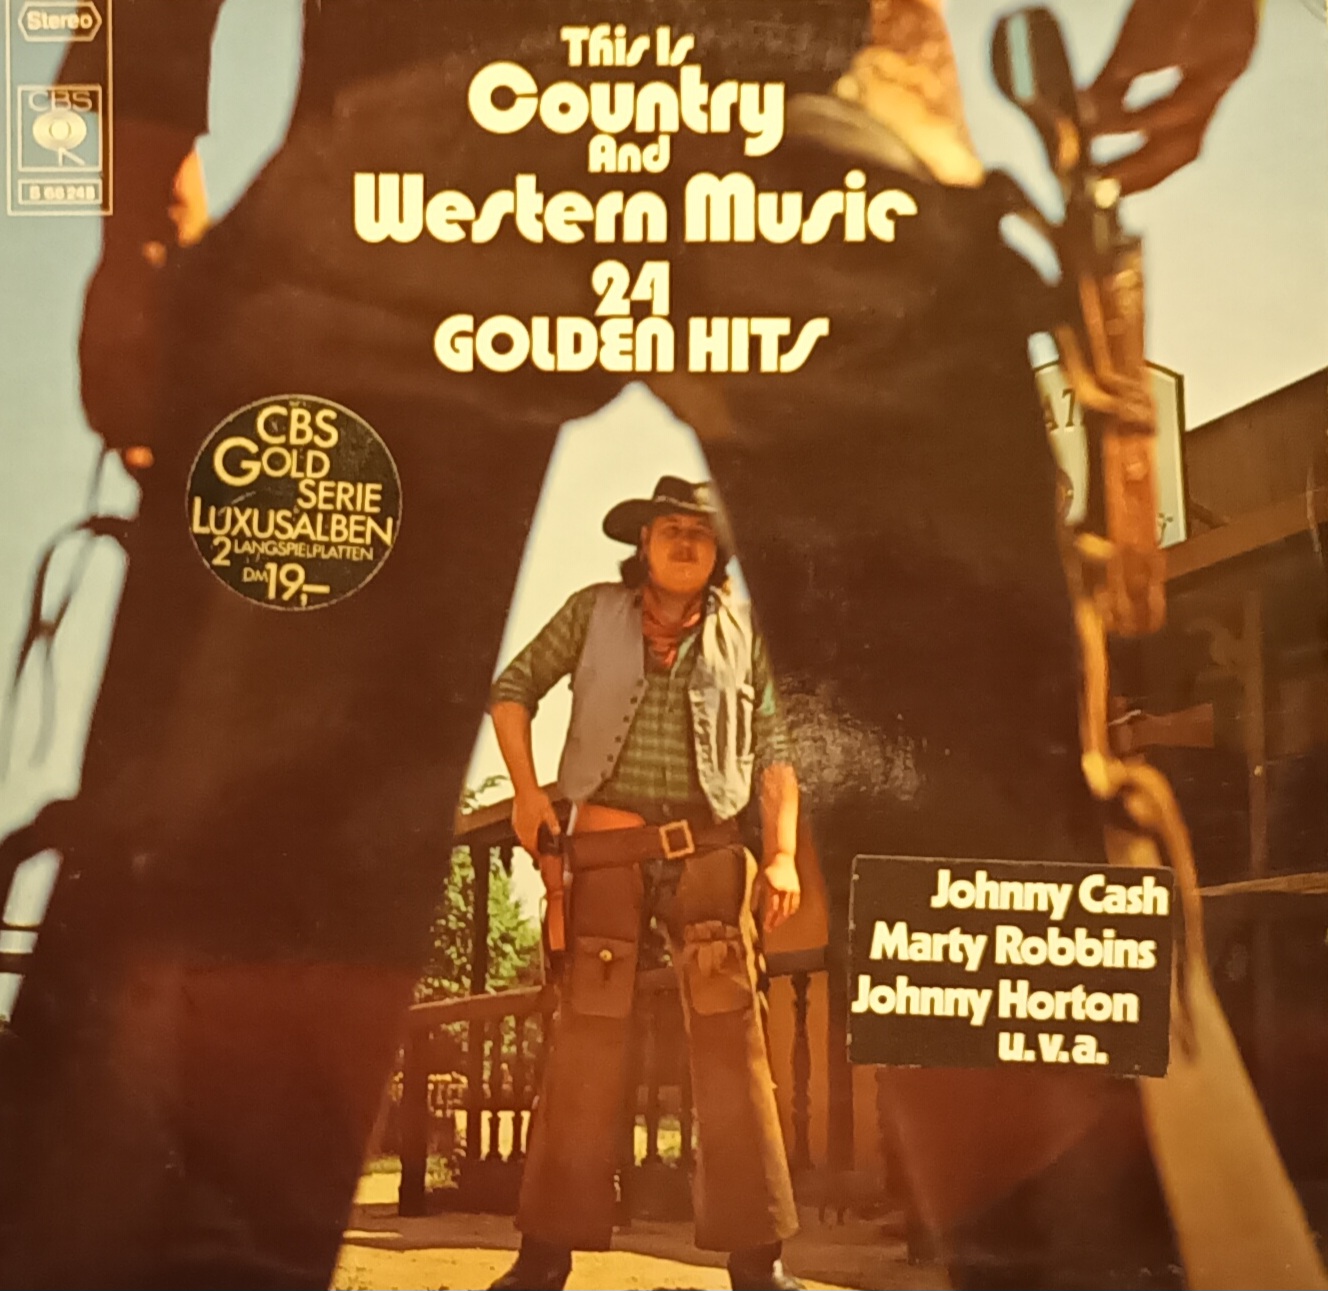 Stereo
CBS
S 68 248
This Is
Country
And
Western Music
24
GOLDEN HITS
CBS
GOLD
SERIE
LUXUSALBEN
2 LANGSPIELPLATTEN
DM 19,–
Johnny Cash
Marty Robbins
Johnny Horton
u.v.a.